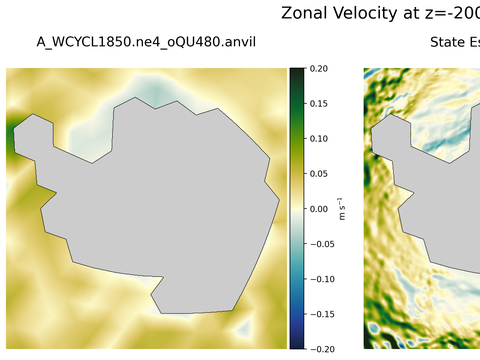 Zonal Velocity at z=-200
A_WCYCL1850.ne4_oQU480.anvil
State Es
0.20
0.15
0.10
0.05
0.00
−0.05
−0.10
−0.15
−0.20
m s⁻¹